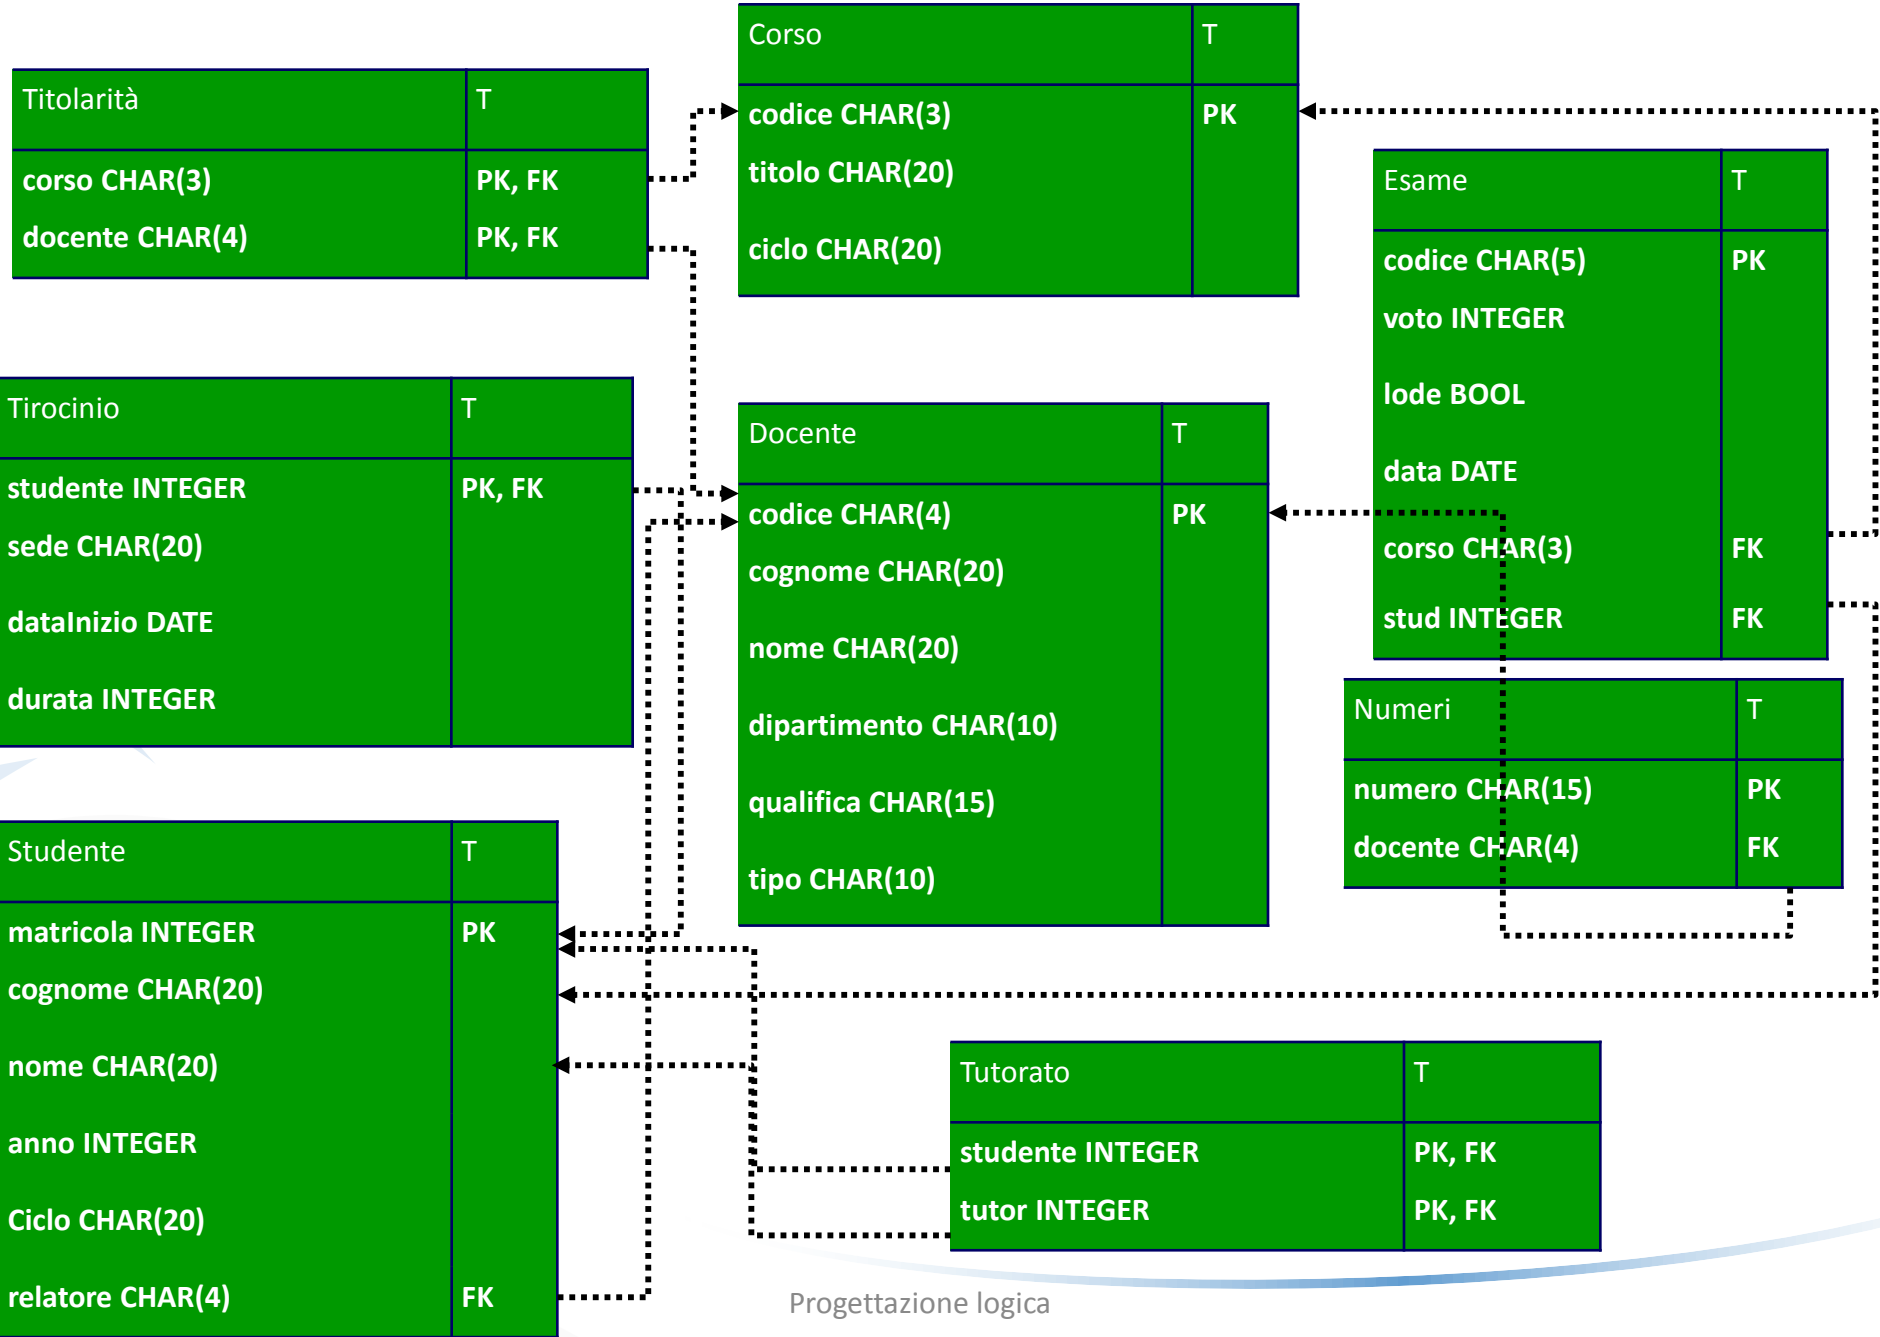 Titolarità T
corso CHAR(3) PK, FK
docente CHAR(4) PK, FK
Corso T
codice CHAR(3) PK
titolo CHAR(20)
ciclo CHAR(20)
Esame T
codice CHAR(5) PK
voto INTEGER
lode BOOL
data DATE
corso CHAR(3) FK
stud INTEGER FK
Tirocinio T
studente INTEGER PK, FK
sede CHAR(20)
dataInizio DATE
durata INTEGER
Docente T
codice CHAR(4) PK
cognome CHAR(20)
nome CHAR(20)
dipartimento CHAR(10)
qualifica CHAR(15)
tipo CHAR(10)
Numeri T
numero CHAR(15) PK
docente CHAR(4) FK
Studente T
matricola INTEGER PK
cognome CHAR(20)
nome CHAR(20)
anno INTEGER
Ciclo CHAR(20)
relatore CHAR(4) FK
Tutorato T
studente INTEGER PK, FK
tutor INTEGER PK, FK
Progettazione logica